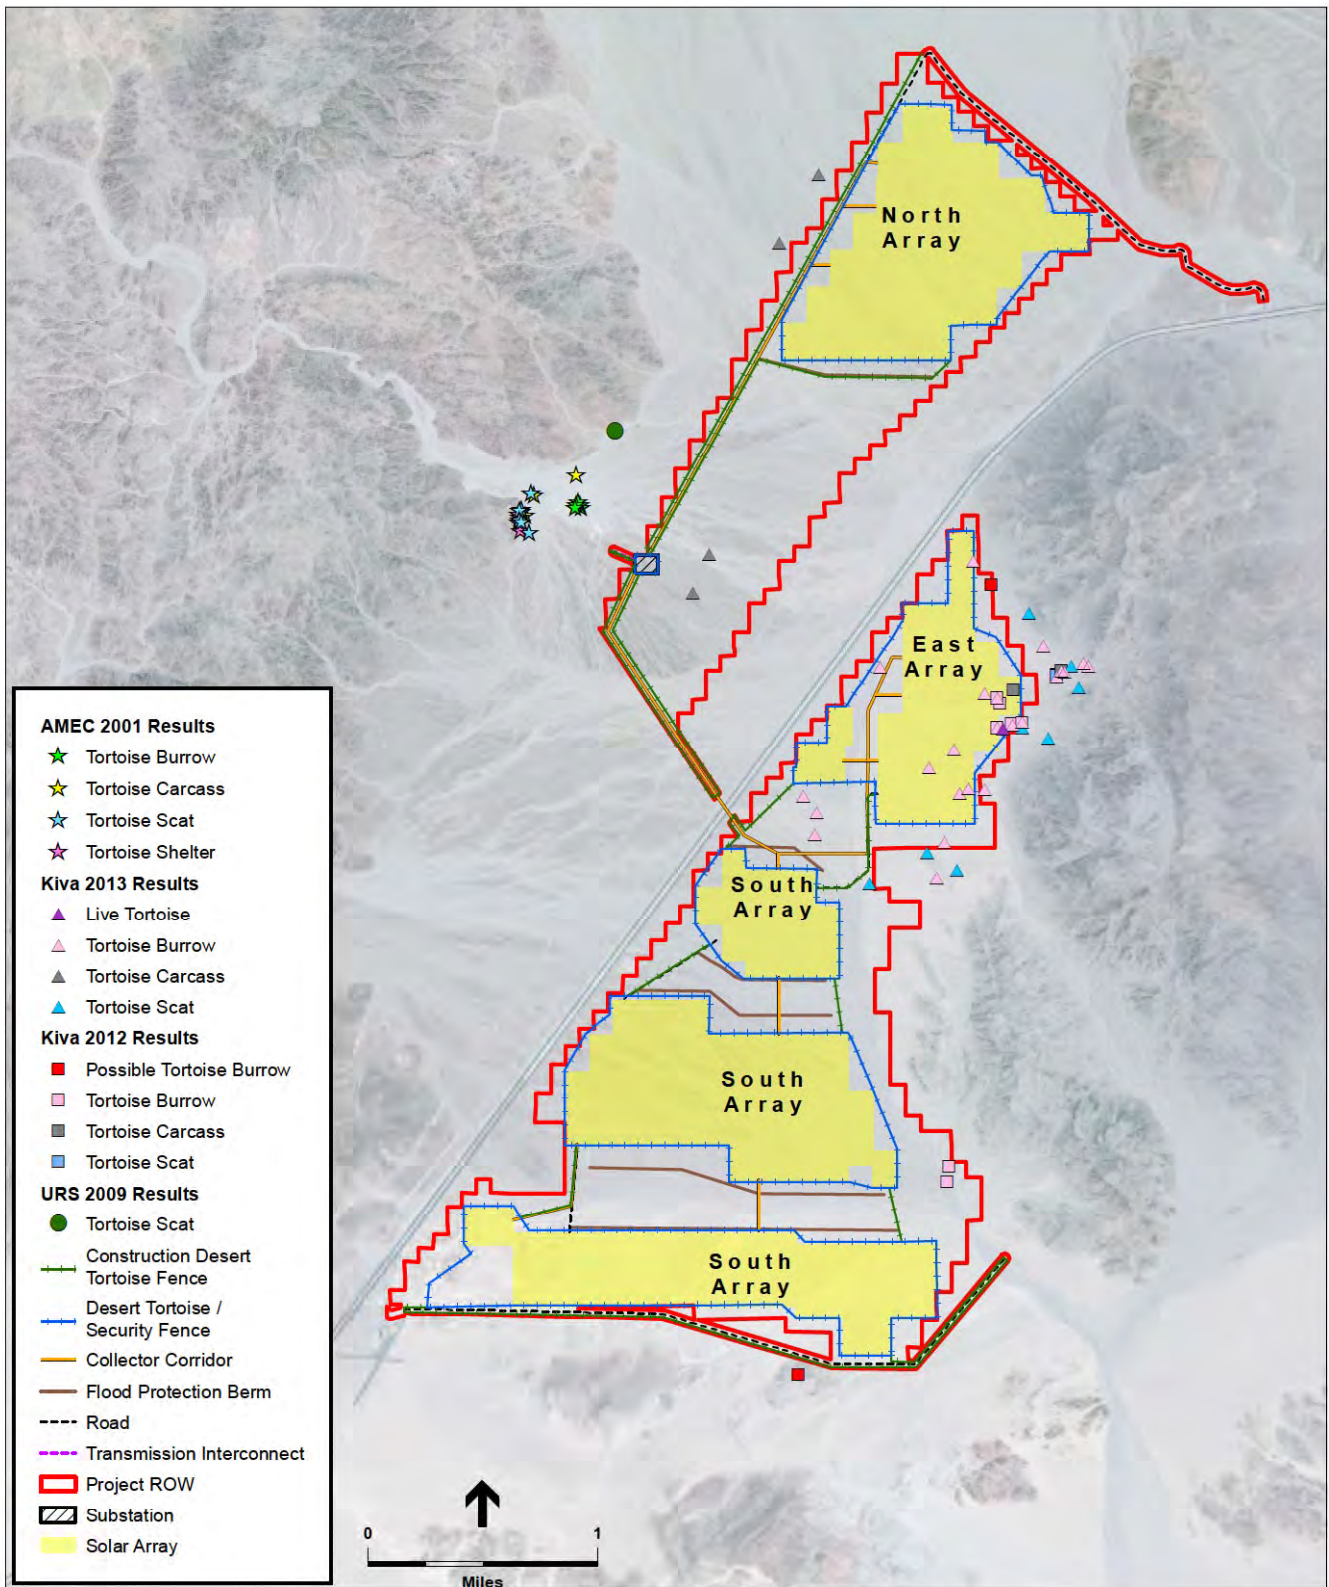 North
Array
East
Array
South
Array
South
Array
South
Array
AMEC 2001 Results
Tortoise Burrow
Tortoise Carcass
Tortoise Scat
Tortoise Shelter
Kiva 2013 Results
Live Tortoise
Tortoise Burrow
Tortoise Carcass
Tortoise Scat
Kiva 2012 Results
Possible Tortoise Burrow
Tortoise Burrow
Tortoise Carcass
Tortoise Scat
URS 2009 Results
Tortoise Scat
Construction Desert
Tortoise Fence
Desert Tortoise /
Security Fence
Collector Corridor
Flood Protection Berm
Road
Transmission Interconnect
Project ROW
Substation
Solar Array
0 1
Miles